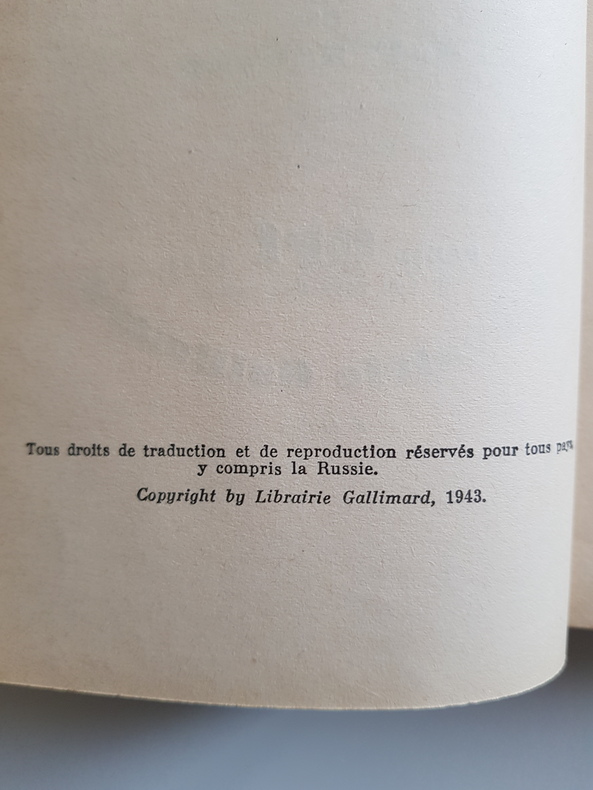 Tous droits de traduction et de reproduction réservés pour tous pays
y compris la Russie.
Copyright by Librairie Gallimard, 1943.